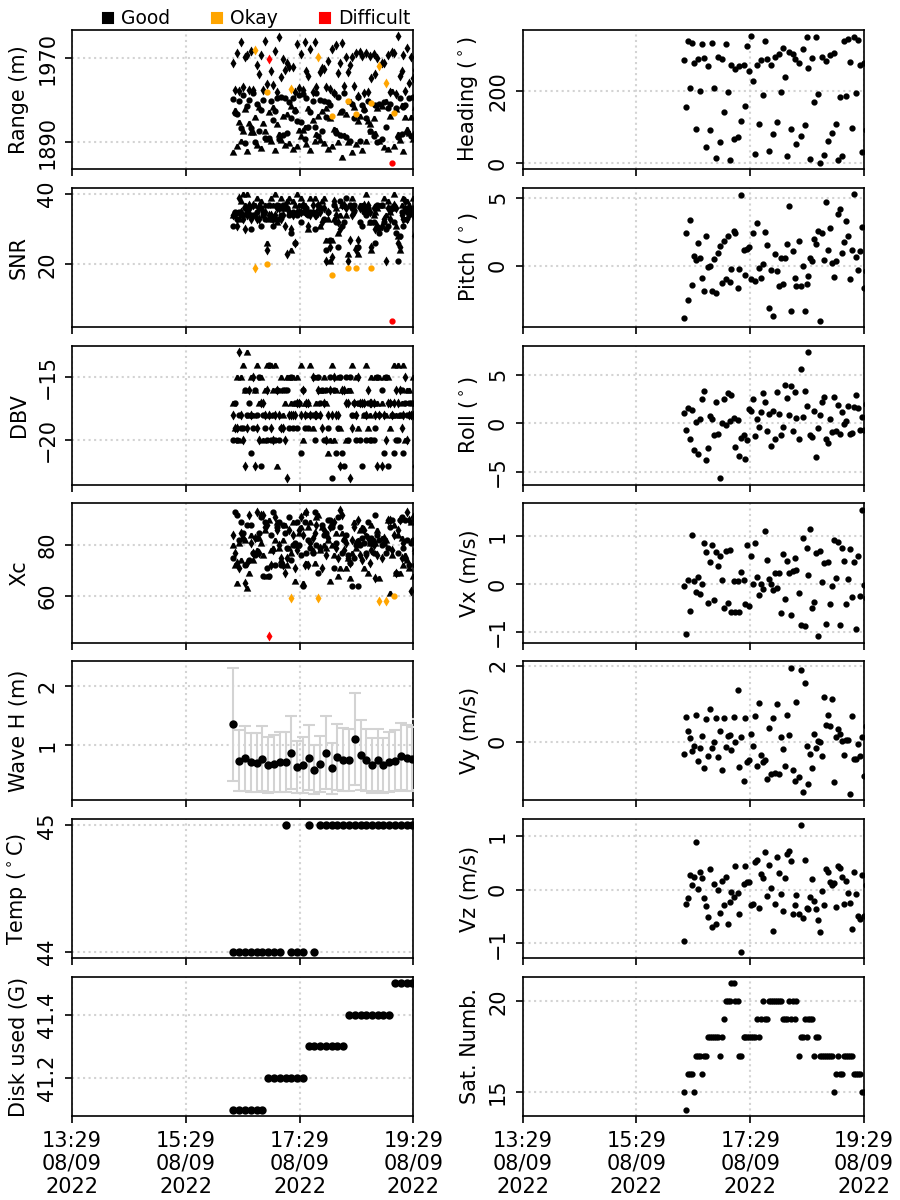 Good Okay Difficult
Range (m)
1970
1890
Heading (°)
200
0
SNR
40
20
Pitch (°)
5
0
DBV
−15
−20
Roll (°)
5
0
−5
Xc
80
60
Vx (m/s)
1
0
−1
Wave H (m)
2
1
Vy (m/s)
2
0
Temp (°C)
45
44
Vz (m/s)
1
0
−1
Disk used (G)
41.4
41.2
Sat. Numb.
20
15
13:29 15:29 17:29 19:29 13:29 15:29 17:29 19:29
08/09 08/09 08/09 08/09 08/09 08/09 08/09 08/09
2022 2022 2022 2022 2022 2022 2022 2022